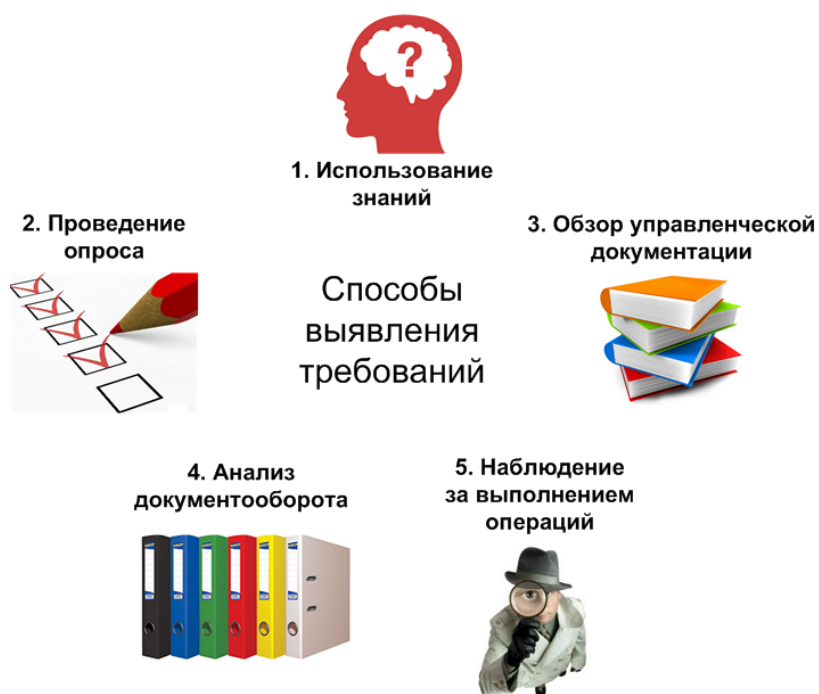 1. Использование
знаний
2. Проведение
опроса
3. Обзор управленческой
документации
Способы
выявления
требований
4. Анализ
документооборота
5. Наблюдение
за выполнением
операций